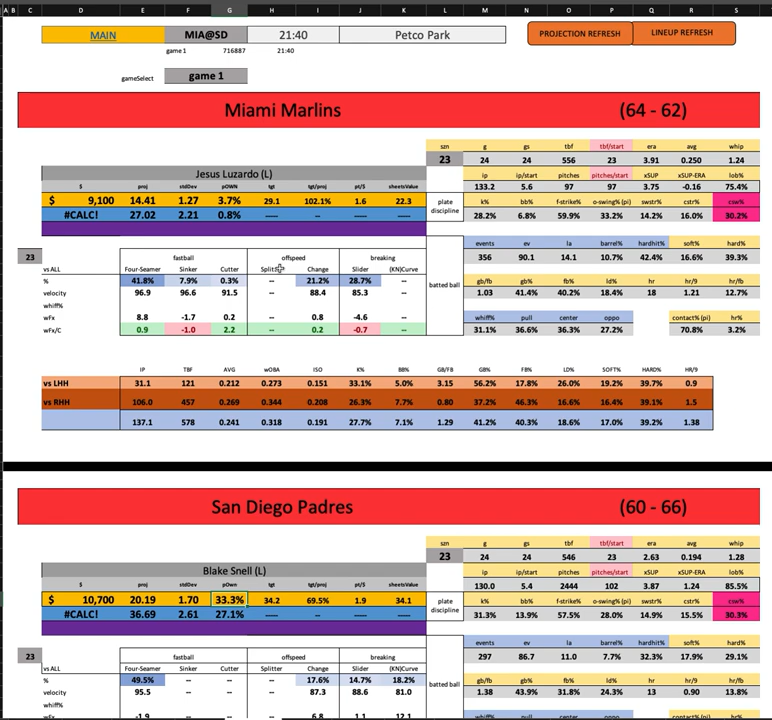 A B C D E F G H I J K L M N O P Q R S
MAIN MIA@SD 21:40 Petco Park PROJECTION REFRESH LINEUP REFRESH
game 1 716887 21:40
gameSelect game 1
Miami Marlins (64 - 62)
szn g gs tbf tbf/start era avg whip
23 24 24 556 23 3.91 0.250 1.24
Jesus Luzardo (L) ip ip/start pitches pitches/start xSUP xSUP-ERA lob%
$ proj stdDev pOWN tgt tgt/proj pt/$ sheetsValue 133.2 5.6 97 97 3.75 -0.16 75.4%
$ 9,100 14.41 1.27 3.7% 29.1 102.1% 1.6 22.3 plate discipline k% bb% f-strike% o-swing% (pi) swstr% cstr% csw%
#CALC! 27.02 2.11 0.8% ---- -- ---- ---- 28.2% 6.8% 59.9% 33.2% 14.2% 16.0% 30.2%
events ev la barrel% hardhit% soft% hard%
23 fastball offspeed breaking 356 90.1 14.1 10.7% 42.4% 16.6% 39.3%
vs ALL Four-Seamer Sinker Cutter Splitter Change Slider (KN)Curve
% 41.8% 7.9% 0.3% -- 21.2% 28.7% -- batted ball gb/fb gb% fb% ld% hr hr/9 hr/fb
velocity 96.9 96.6 91.5 -- 88.4 85.3 -- 1.03 41.4% 40.2% 18.4% 18 1.21 12.7%
whiff%
wFx 8.8 -1.7 0.2 -- 0.8 -4.6 -- whiff% pull center oppo contact% (pi) hr%
wFx/C 0.9 -1.0 2.2 -- 0.2 -0.7 -- 31.1% 36.6% 36.3% 27.2% 70.8% 3.2%
IP TBF AVG wOBA ISO K% BB% GB/FB GB% FB% LD% SOFT% HARD% HR/9
vs LHH 31.1 121 0.212 0.273 0.151 33.1% 5.0% 3.15 56.2% 17.8% 26.0% 19.2% 39.7% 0.9
vs RHH 106.0 457 0.269 0.344 0.208 26.3% 7.7% 0.80 37.2% 46.3% 16.6% 16.4% 39.1% 1.5
137.1 578 0.241 0.318 0.191 27.7% 7.1% 1.29 41.2% 40.3% 18.6% 17.0% 39.2% 1.38
San Diego Padres (60 - 66)
szn g gs tbf tbf/start era avg whip
23 24 24 546 23 2.63 0.194 1.28
Blake Snell (L) ip ip/start pitches pitches/start xSUP xSUP-ERA lob%
$ proj stdDev pOwn tgt tgt/proj pt/$ sheetsValue 130.0 5.4 2444 102 3.87 1.24 85.5%
$ 10,700 20.19 1.70 33.3% 34.2 69.5% 1.9 34.1 plate discipline k% bb% f-strike% o-swing% (pi) swstr% cstr% csw%
#CALC! 36.69 2.61 27.1% ---- -- ---- ---- 31.3% 13.9% 57.5% 28.0% 14.9% 15.5% 30.3%
events ev la barrel% hardhit% soft% hard%
23 fastball offspeed breaking 297 86.7 11.0 7.7% 32.3% 17.9% 29.1%
vs ALL Four-Seamer Sinker Cutter Splitter Change Slider (KN)Curve
% 49.5% -- -- -- 17.6% 14.7% 18.2% batted ball gb/fb gb% fb% ld% hr hr/9 hr/fb
velocity 95.5 -- -- -- 87.3 88.6 81.0 1.38 43.9% 31.8% 24.3% 13 0.90 13.8%
whiff%
wFx -1.9 -- -- -- 6.8 1.1 12.1 whiff% pull center oppo contact% (pi) hr%